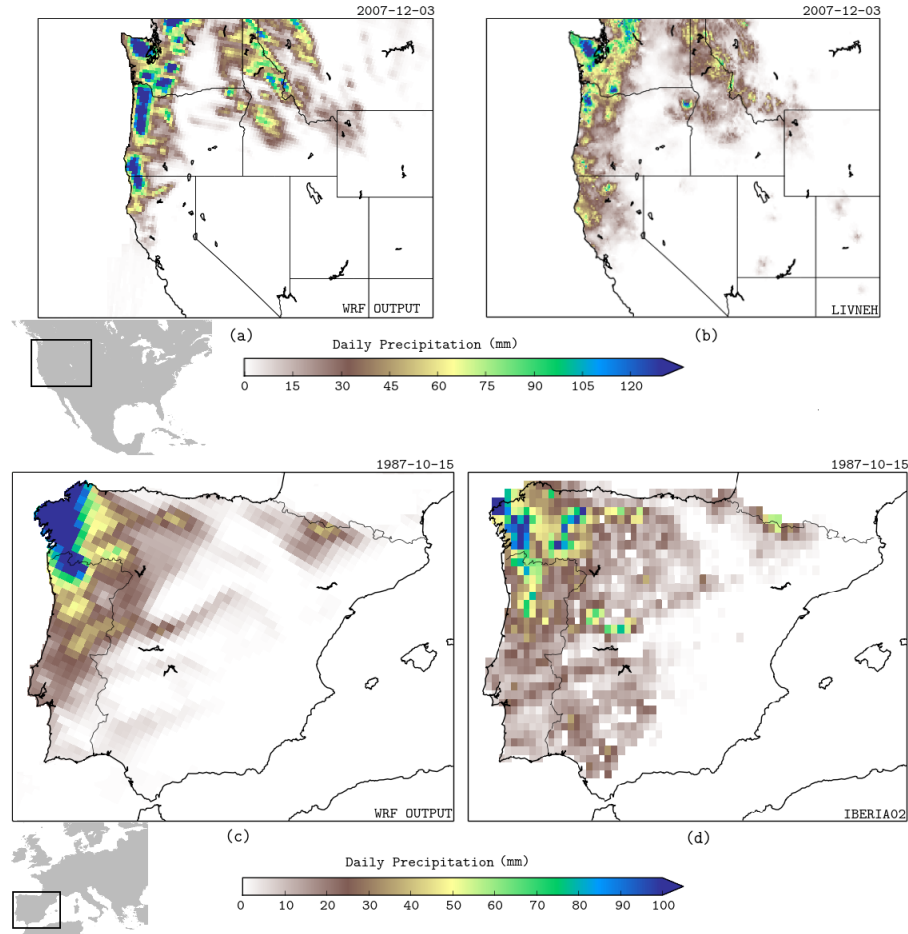 2007-12-03
2007-12-03
WRF OUTPUT
LIVNEH
(a)
(b)
Daily Precipitation (mm)
0 15 30 45 60 75 90 105 120
1987-10-15
1987-10-15
WRF OUTPUT
IBERIA02
(c)
(d)
Daily Precipitation (mm)
0 10 20 30 40 50 60 70 80 90 100